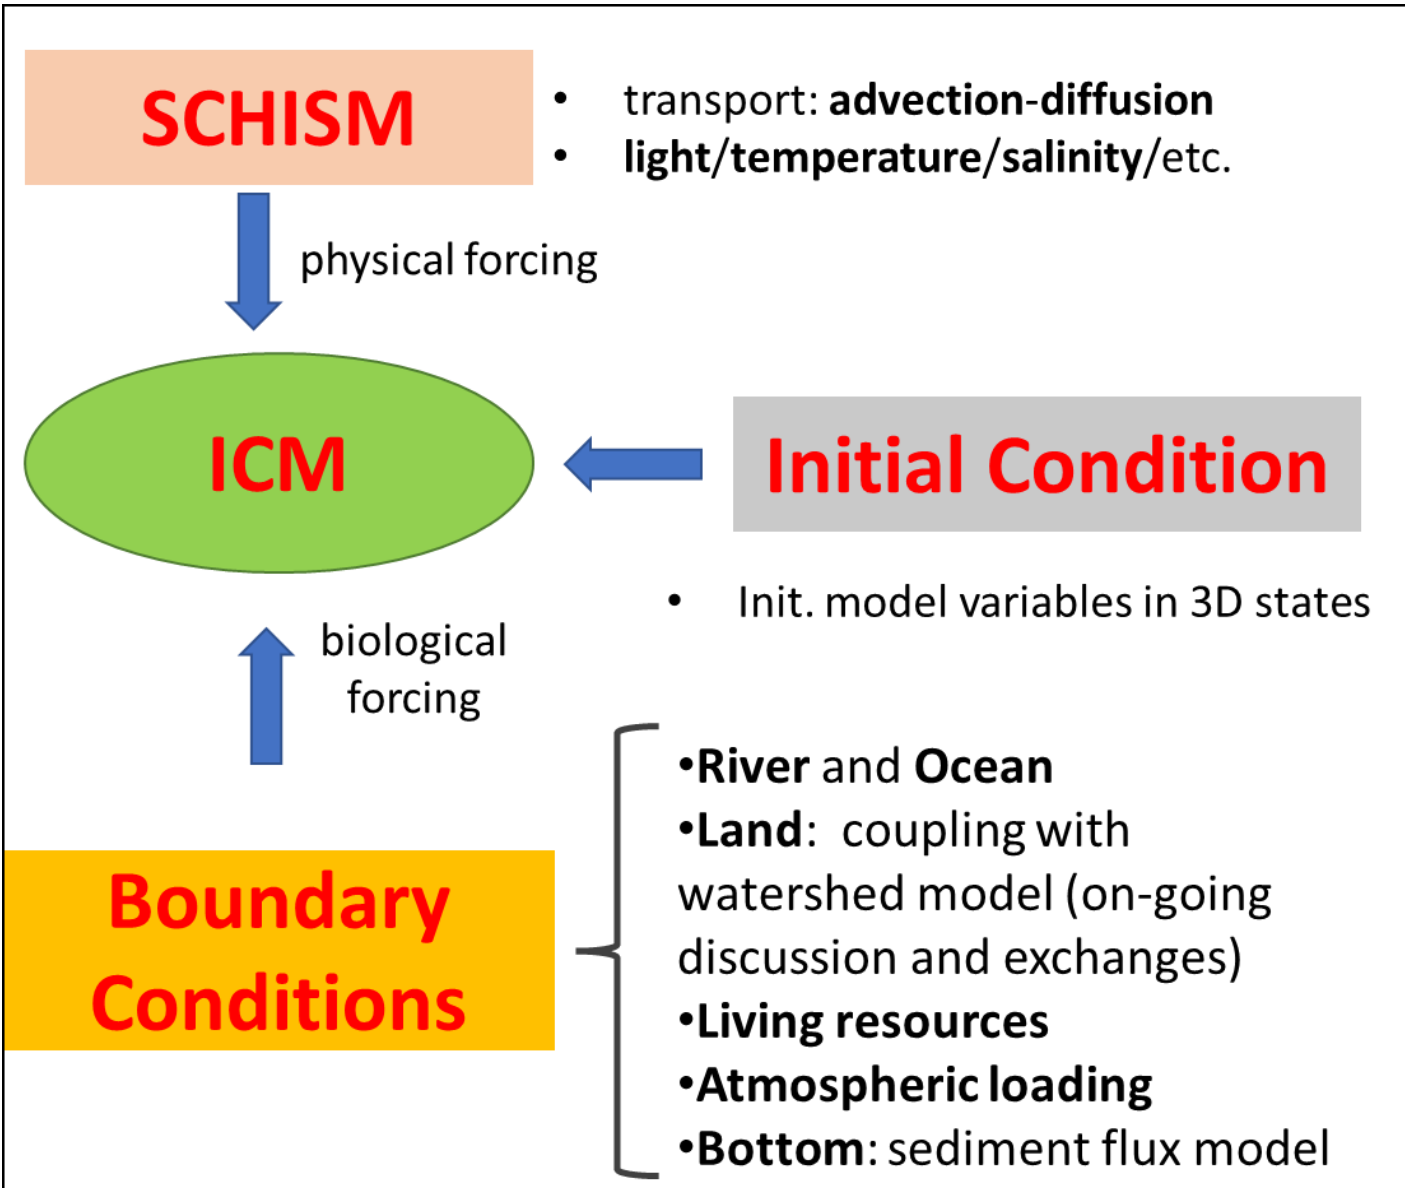 SCHISM
• transport: advection-diffusion
• light/temperature/salinity/etc.
physical forcing
ICM
Initial Condition
• Init. model variables in 3D states
biological
forcing
Boundary
Conditions
•River and Ocean
•Land: coupling with
watershed model (on-going
discussion and exchanges)
•Living resources
•Atmospheric loading
•Bottom: sediment flux model